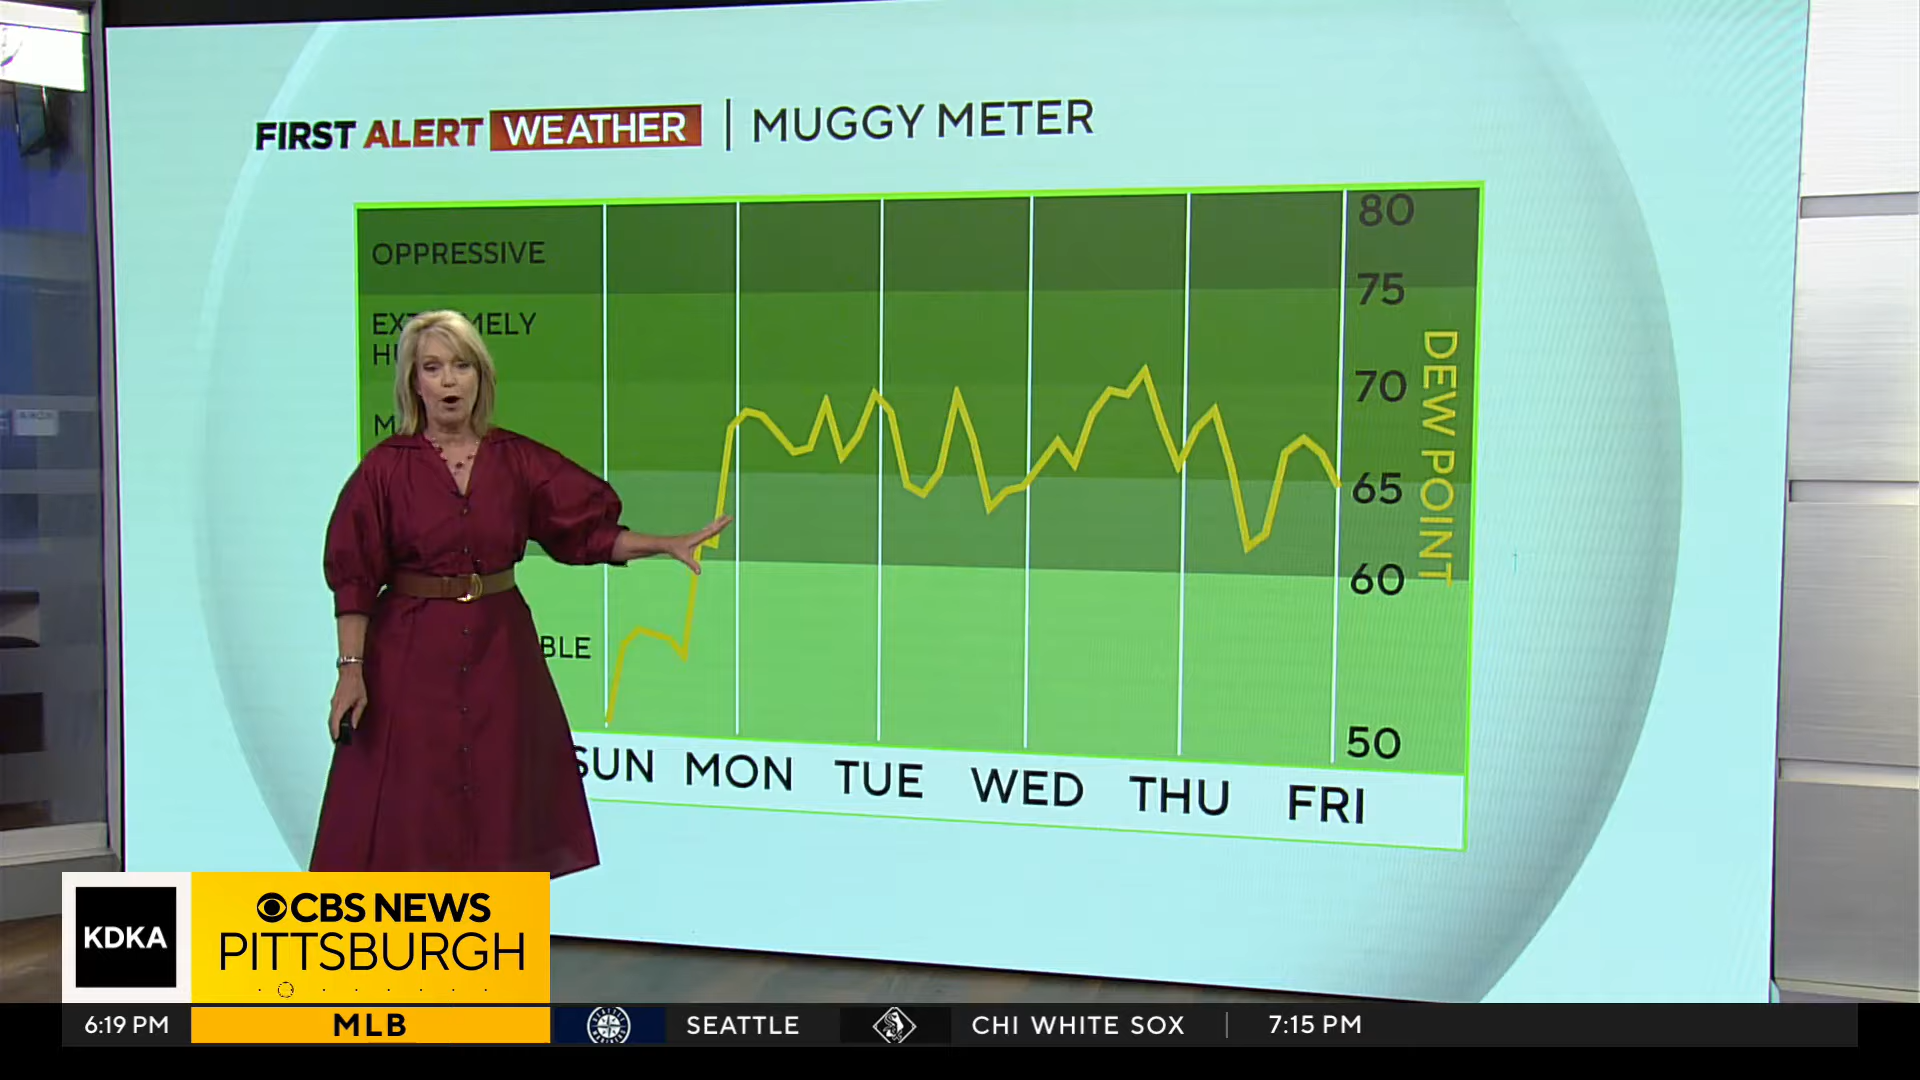 FIRST ALERT WEATHER | MUGGY METER
OPPRESSIVE
80
75
70
65
60
50
DEW POINT
SUN MON TUE WED THU FRI
KDKA
CBS NEWS
PITTSBURGH
6:19 PM MLB SEATTLE CHI WHITE SOX | 7:15 PM